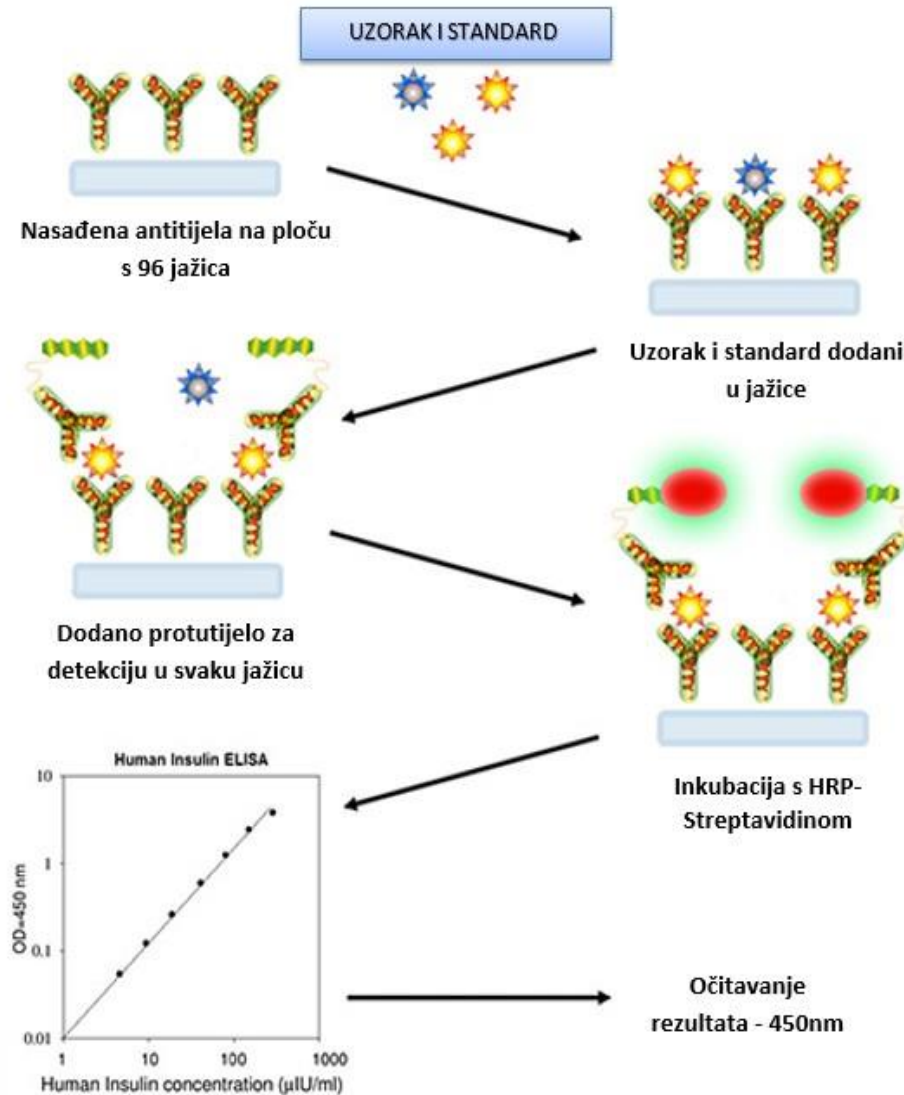 UZORAK I STANDARD
Nasađena antitijela na ploču
s 96 jažica
Uzorak i standard dodani
u jažice
Dodano protutijelo za
detekciju u svaku jažicu
Inkubacija s HRP-
Streptavidinom
Human Insulin ELISA
10
1
0.1
0.01
OD=450 nm
1 10 100 1000
Human Insulin concentration (µIU/ml)
Očitavanje
rezultata - 450nm